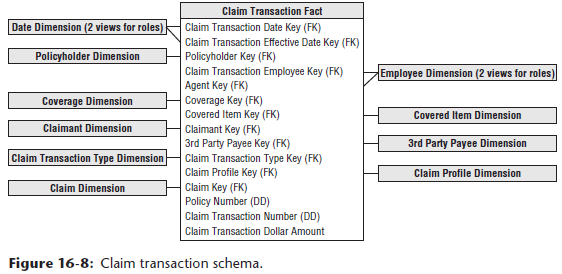 Claim Transaction Fact
Date Dimension (2 views for roles)
Claim Transaction Date Key (FK)
Claim Transaction Effective Date Key (FK)
Policyholder Dimension
Policyholder Key (FK)
Claim Transaction Employee Key (FK)
Employee Dimension (2 views for roles)
Agent Key (FK)
Coverage Dimension
Coverage Key (FK)
Covered Item Key (FK)
Covered Item Dimension
Claimant Dimension
Claimant Key (FK)
3rd Party Payee Key (FK)
3rd Party Payee Dimension
Claim Transaction Type Dimension
Claim Transaction Type Key (FK)
Claim Profile Key (FK)
Claim Profile Dimension
Claim Dimension
Claim Key (FK)
Policy Number (DD)
Claim Transaction Number (DD)
Claim Transaction Dollar Amount
Figure 16-8: Claim transaction schema.